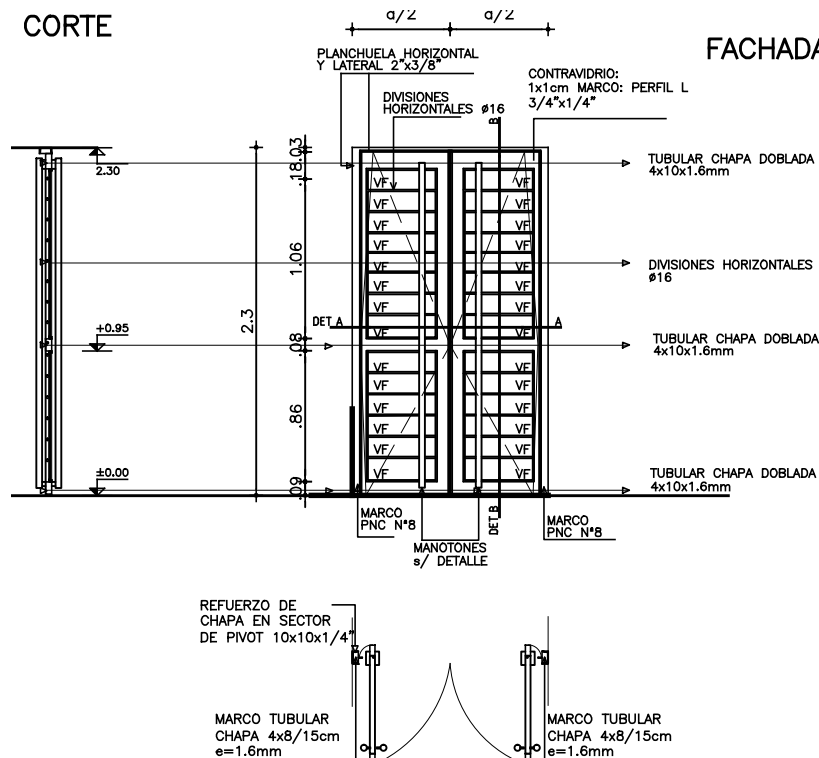 CORTE
a/2
a/2
FACHADA
PLANCHUELA HORIZONTAL
Y LATERAL 2"x3/8"
CONTRAVIDRIO:
1x1cm MARCO: PERFIL L
3/4"x1/4"
DIVISIONES
HORIZONTALES ø16
B
2.30
.03
.18
TUBULAR CHAPA DOBLADA
4x10x1.6mm
VF VF
VF VF
VF VF
VF VF
1.06
DIVISIONES HORIZONTALES
ø16
VF VF
VF VF
VF VF
2.3
DET A
A
+0.95
VF VF
.08
TUBULAR CHAPA DOBLADA
4x10x1.6mm
VF VF
VF VF
VF VF
.86
VF VF
VF VF
±0.00
.09
TUBULAR CHAPA DOBLADA
4x10x1.6mm
MARCO
PNC N°8
DET B
MARCO
PNC N°8
MANOTONES
s/ DETALLE
REFUERZO DE
CHAPA EN SECTOR
DE PIVOT 10x10x1/4"
MARCO TUBULAR
CHAPA 4x8/15cm
e=1.6mm
MARCO TUBULAR
CHAPA 4x8/15cm
e=1.6mm